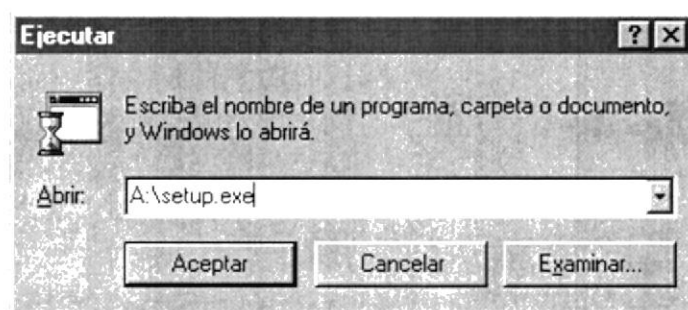 Ejecutar
? X
Escriba el nombre de un programa, carpeta o documento,
y Windows lo abrirá.
Abrir: A:\setup.exe
Aceptar Cancelar Examinar...